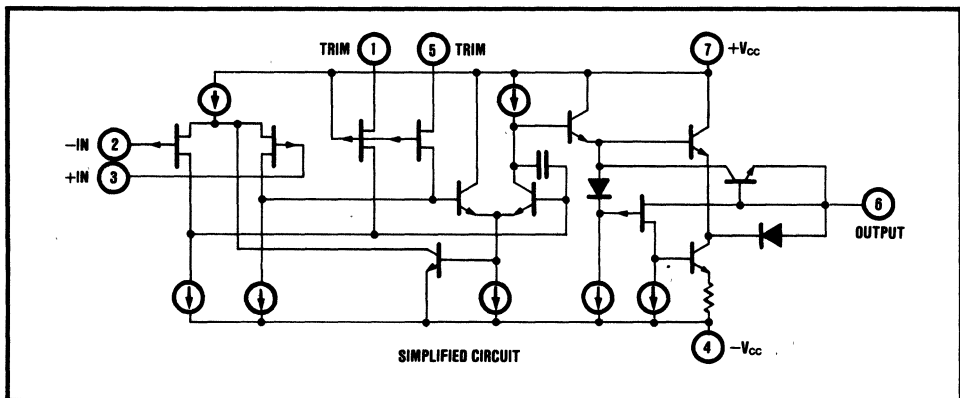 TRIM 1 5 TRIM 7 +Vcc
−IN 2
+IN 3
6
OUTPUT
4 −Vcc
SIMPLIFIED CIRCUIT